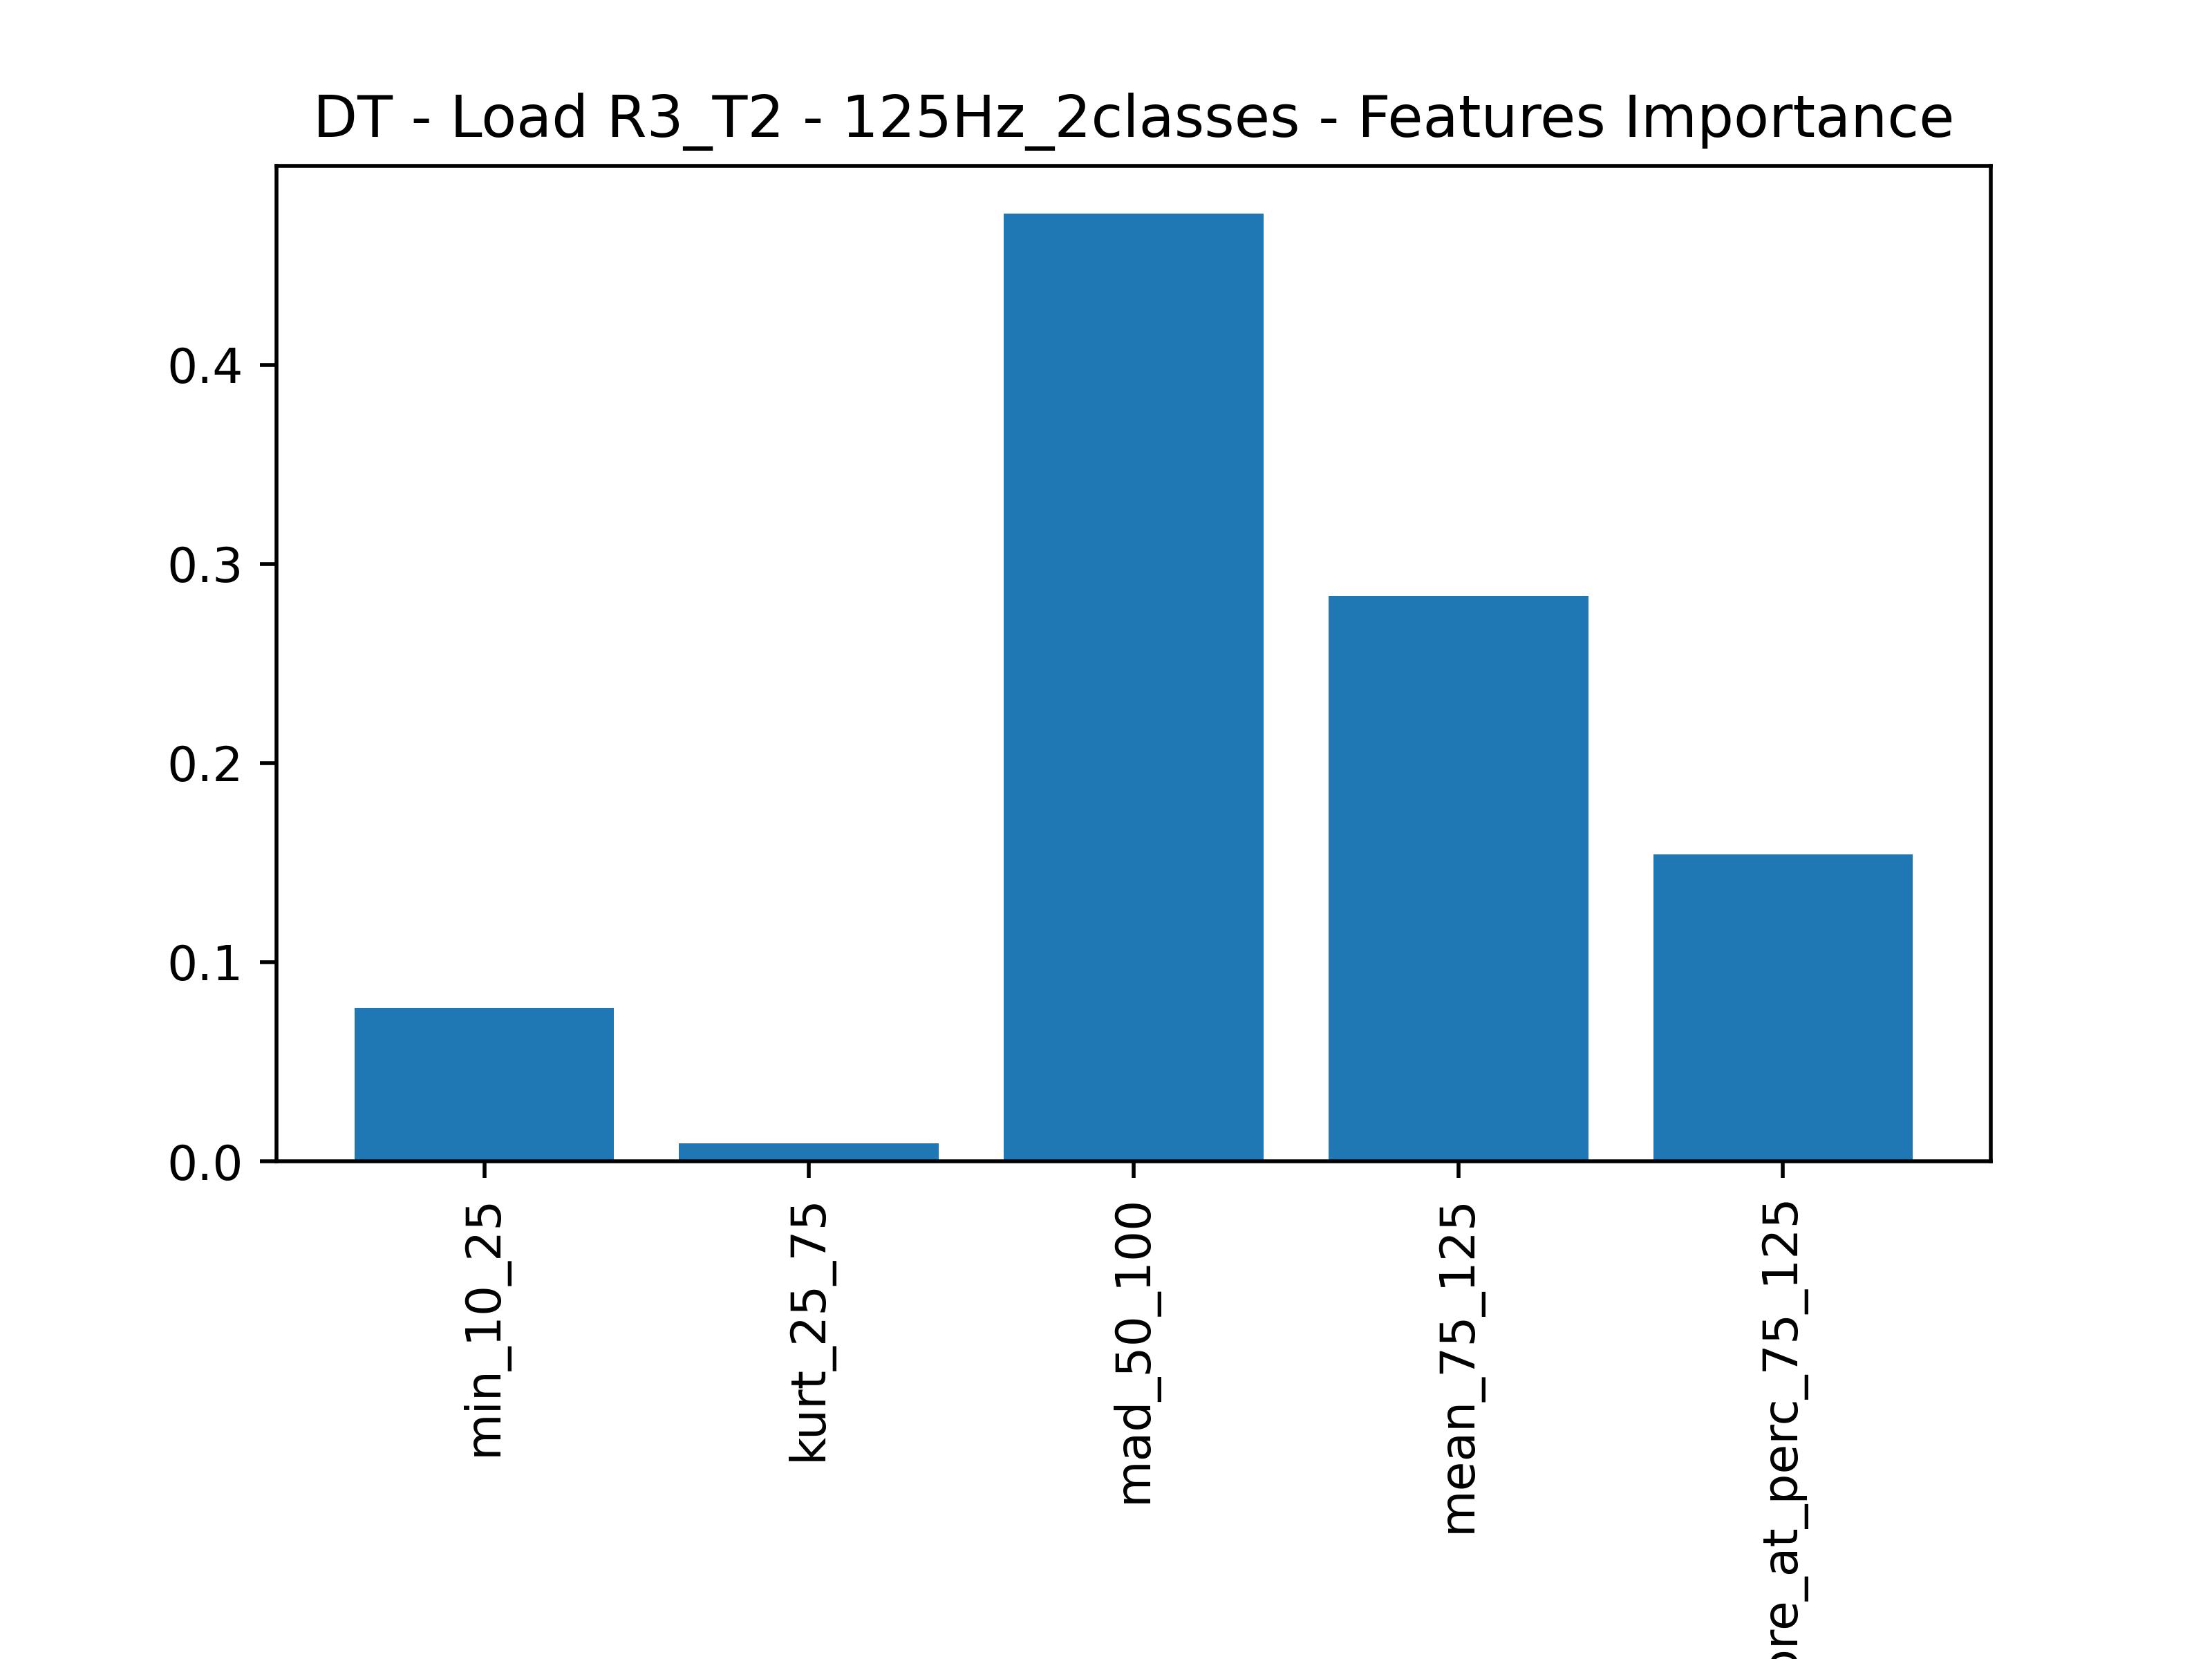 DT - Load R3_T2 - 125Hz_2classes - Features Importance
0.4
0.3
0.2
0.1
0.0
min_10_25
kurt_25_75
mad_50_100
mean_75_125
ore_at_perc_75_125